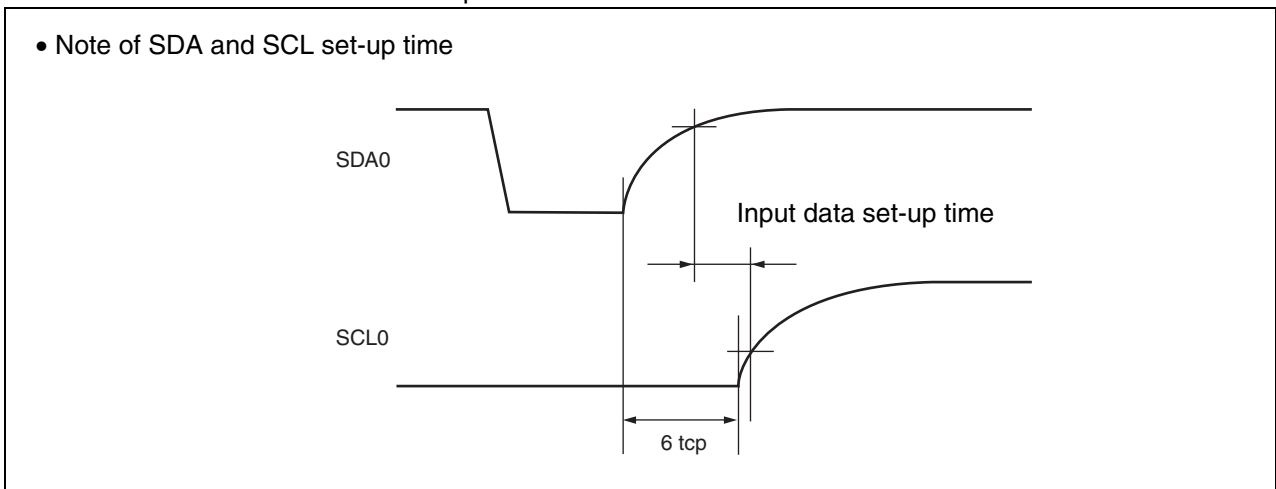 • Note of SDA and SCL set-up time
SDA0
Input data set-up time
SCL0
6 tcp